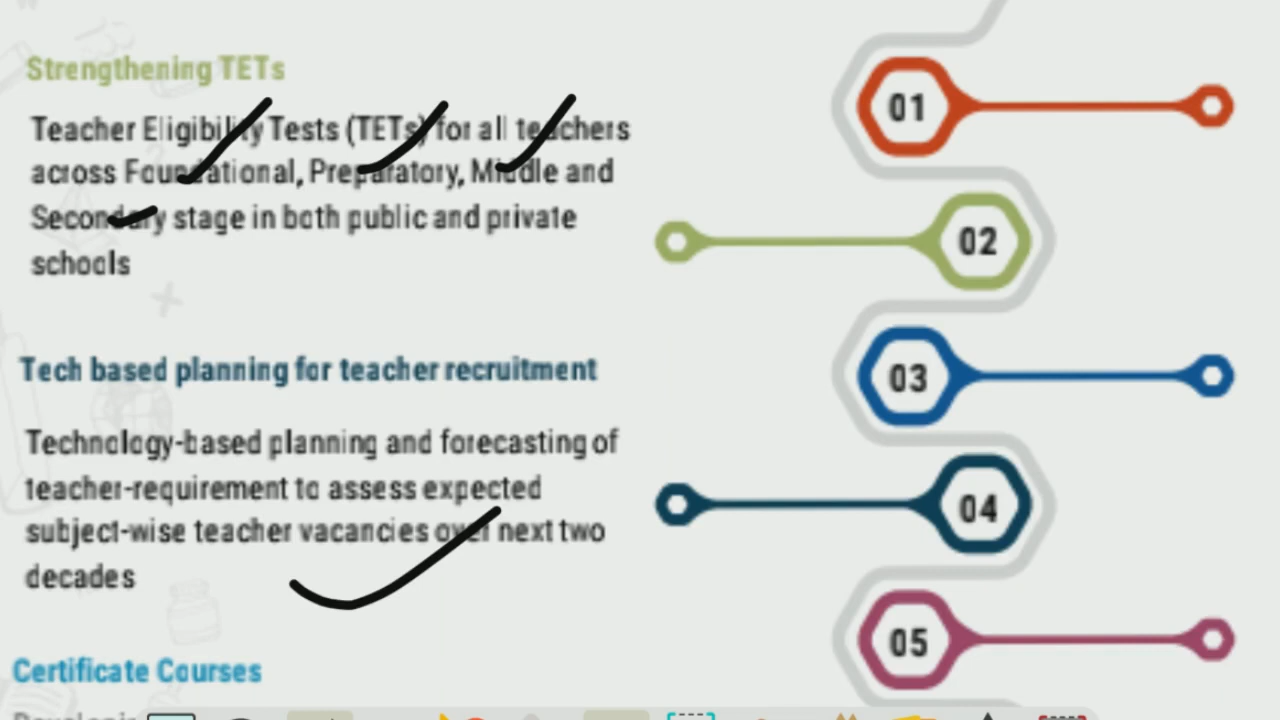 Strengthening TETs
Teacher Eligibility Tests (TETs) for all teachers
across Foundational, Preparatory, Middle and
Secondary stage in both public and private
schools
Tech based planning for teacher recruitment
Technology-based planning and forecasting of
teacher-requirement to assess expected
subject-wise teacher vacancies over next two
decades
Certificate Courses
01
02
03
04
05